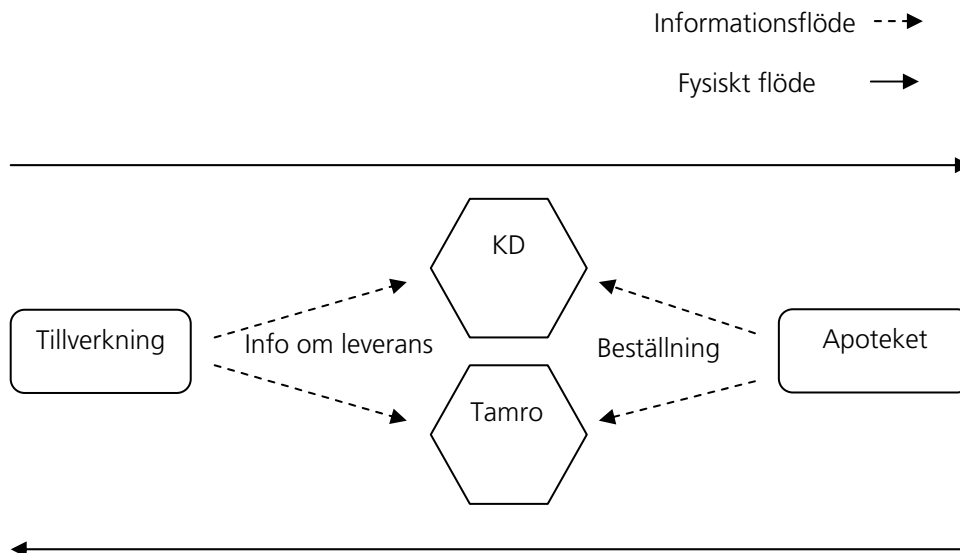 Informationsflöde
Fysiskt flöde
KD
Tillverkning
Info om leverans
Beställning
Apoteket
Tamro